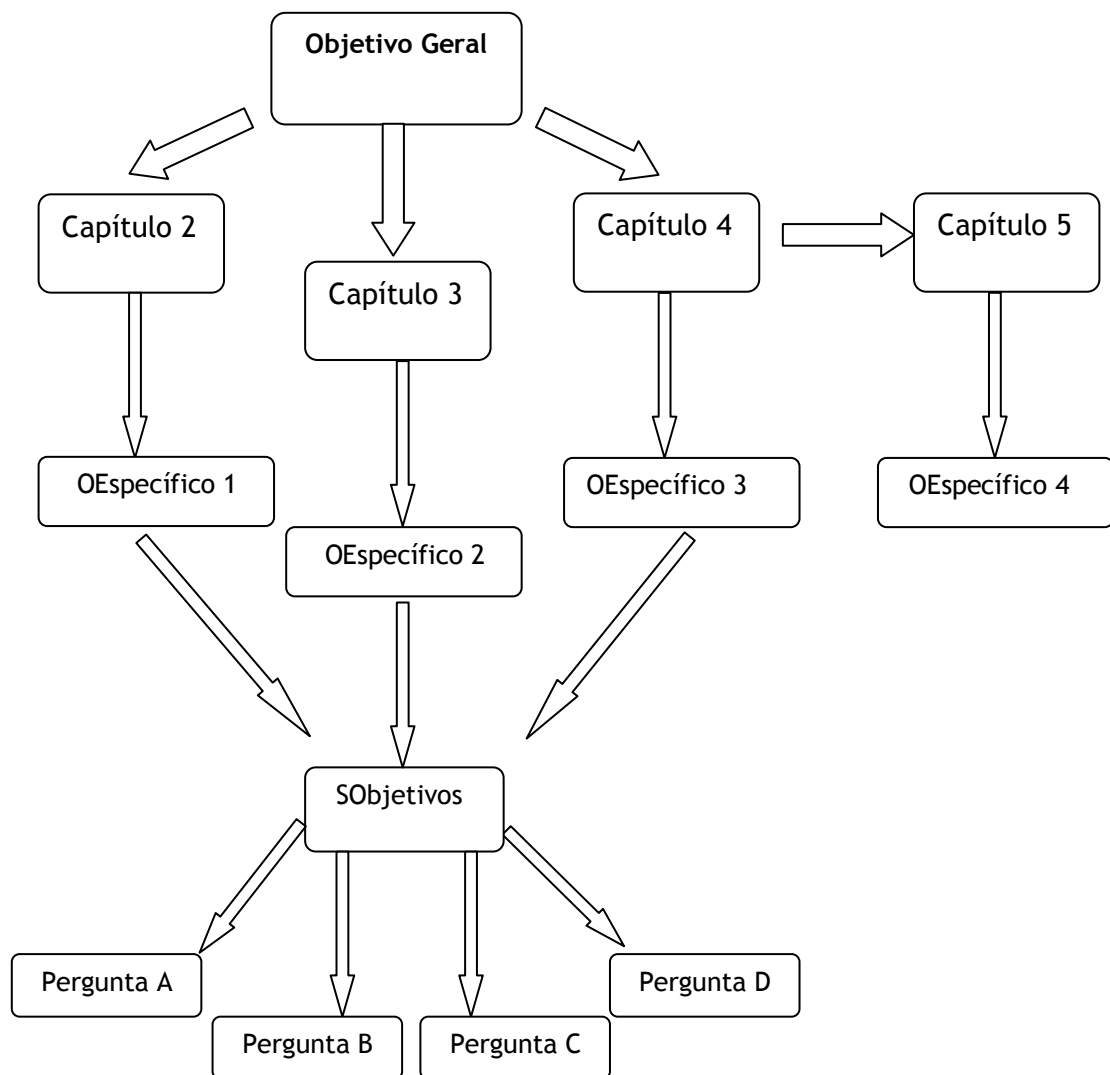 Objetivo Geral
Capítulo 2
Capítulo 3
Capítulo 4
Capítulo 5
OEspecífico 1
OEspecífico 2
OEspecífico 3
OEspecífico 4
SObjetivos
Pergunta A
Pergunta B
Pergunta C
Pergunta D